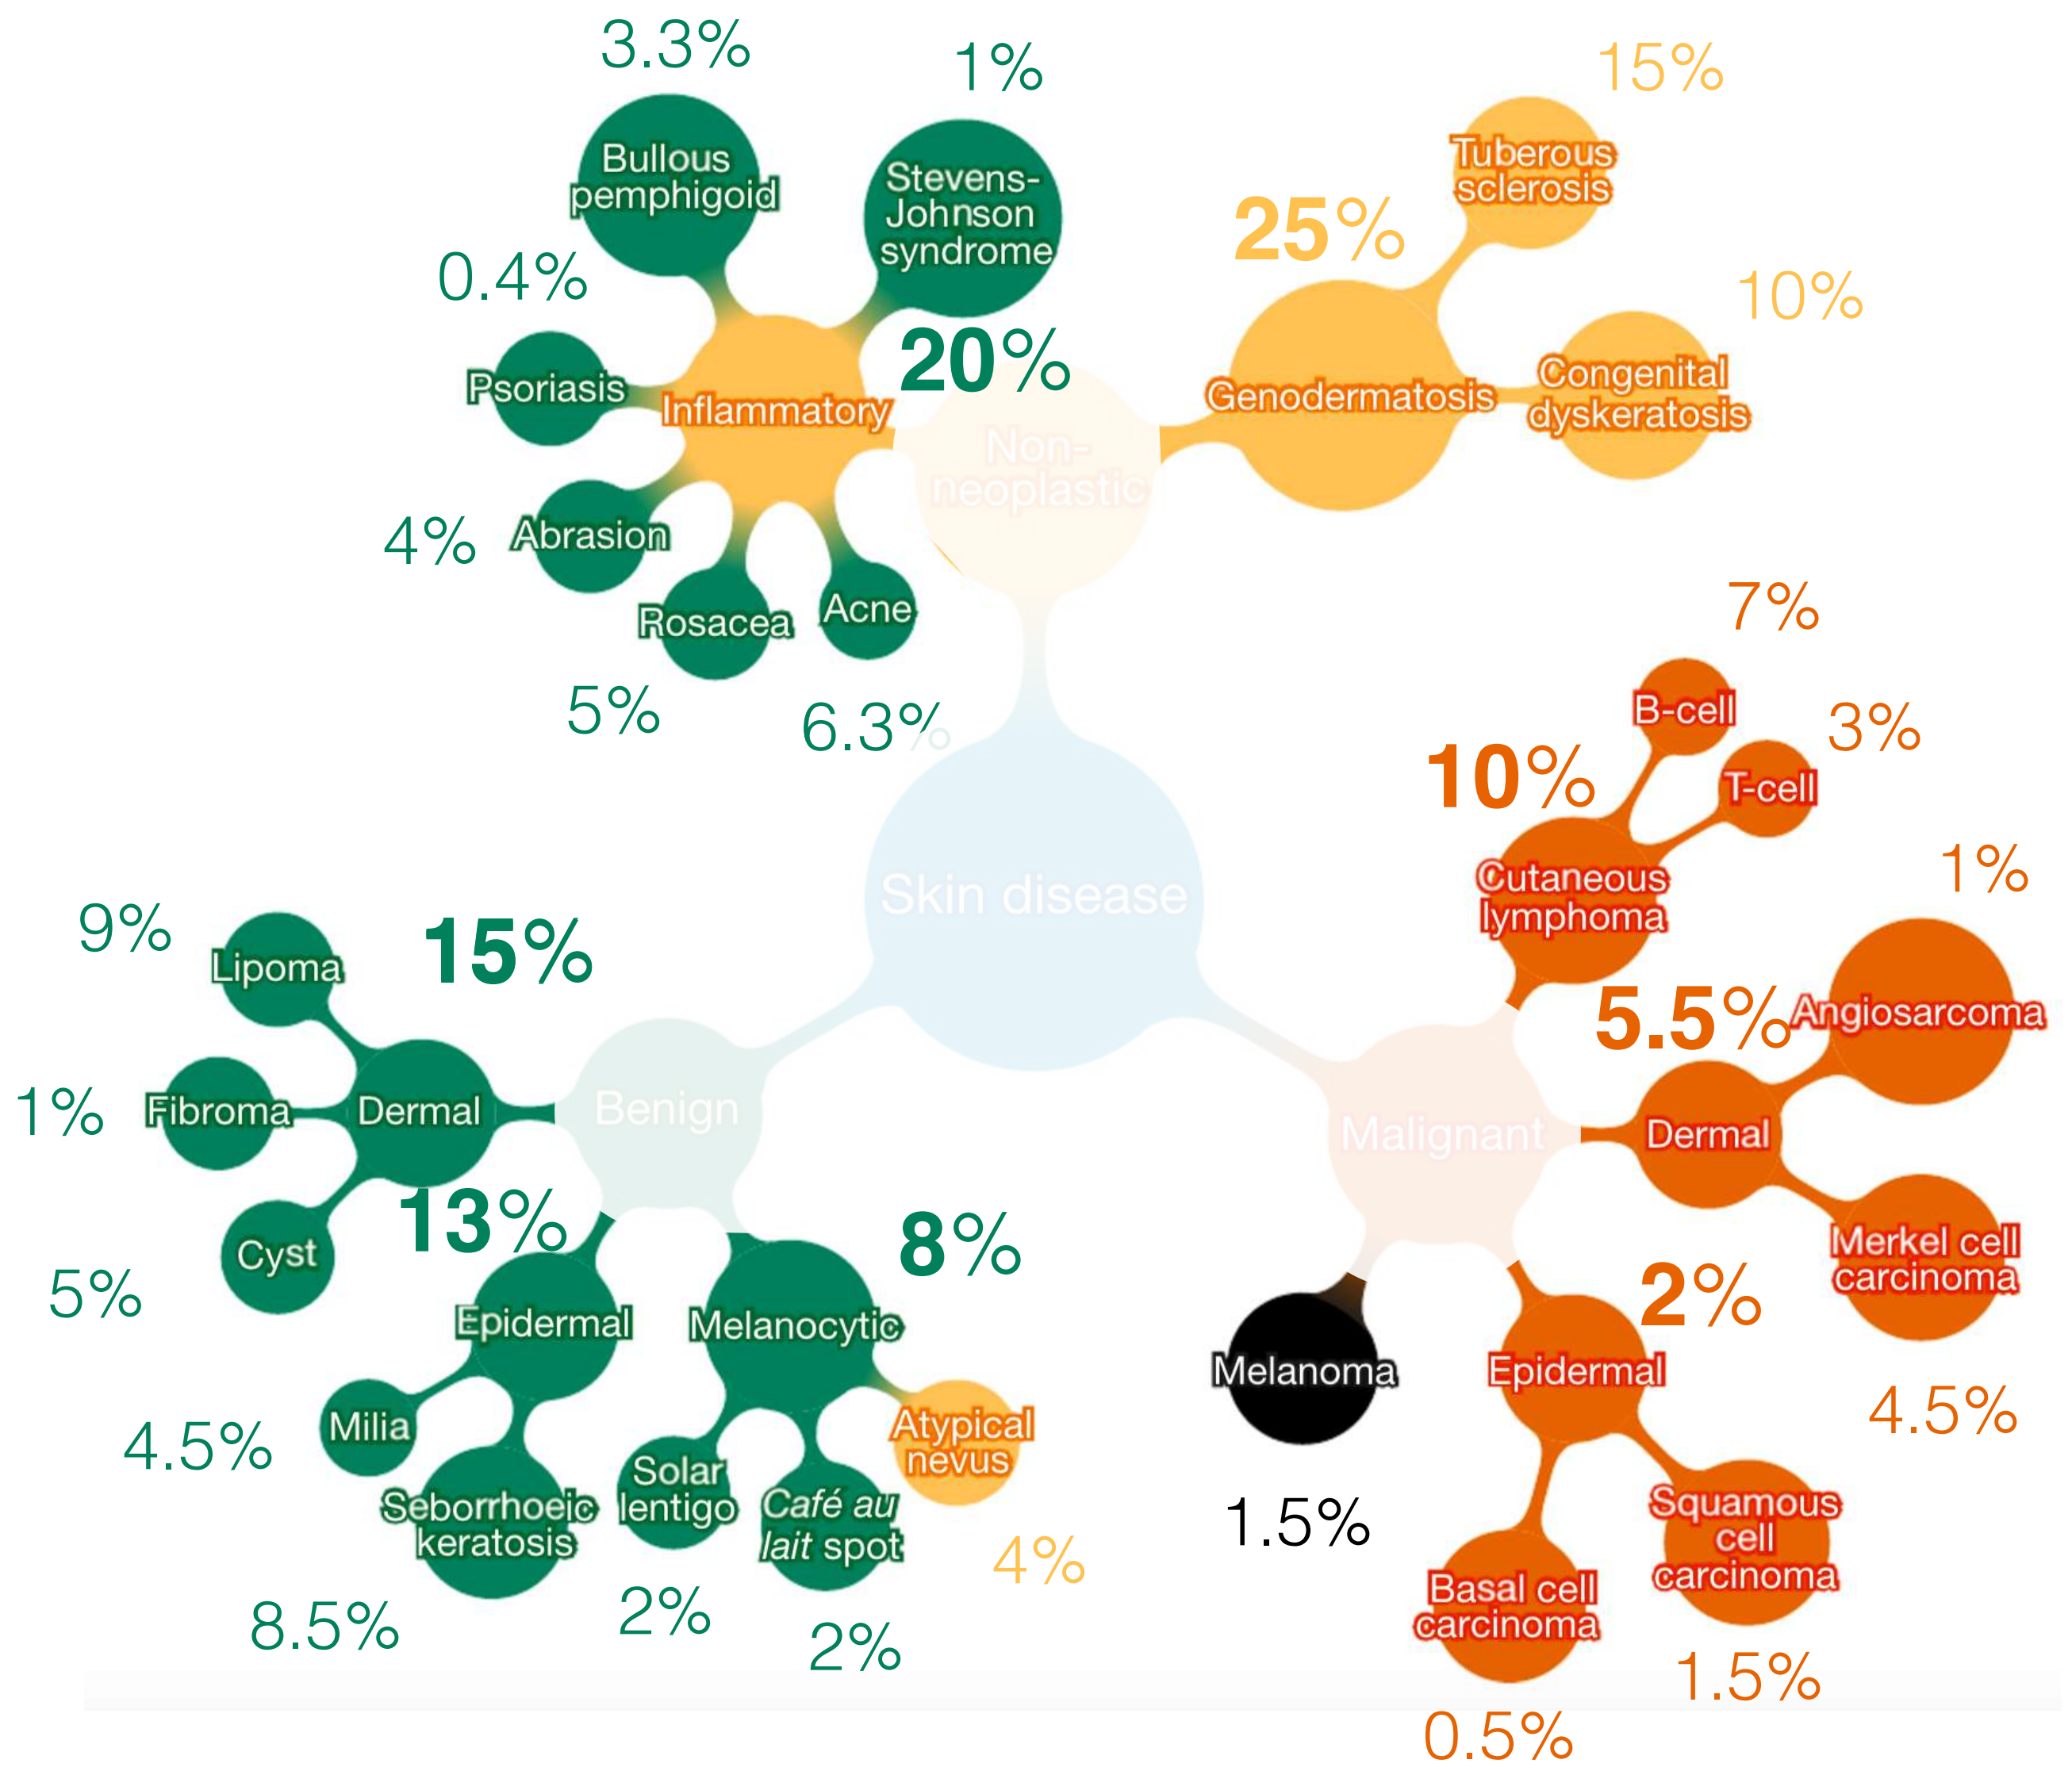 3.3%
1%
15%
Bullous
pemphigoid
Stevens-
Johnson
syndrome
Tuberous
sclerosis
25%
0.4%
10%
20%
Psoriasis
Inflammatory
Non-
neoplastic
Genodermatosis
Congenital
dyskeratosis
4%
Abrasion
Rosacea
Acne
5%
6.3%
7%
B-cell
3%
10%
T-cell
Skin disease
Cutaneous
lymphoma
1%
9%
Lipoma
15%
5.5%
Angiosarcoma
1%
Fibroma
Dermal
Benign
Malignant
Dermal
13%
8%
Cyst
5%
2%
Merkel cell
carcinoma
Epidermal
Melanocytic
Melanoma
Epidermal
4.5%
4.5%
Milia
Atypical
nevus
Seborrhoeic
keratosis
Solar
lentigo
Café au
lait spot
4%
1.5%
Squamous
cell
carcinoma
Basal cell
carcinoma
8.5%
2%
2%
1.5%
0.5%